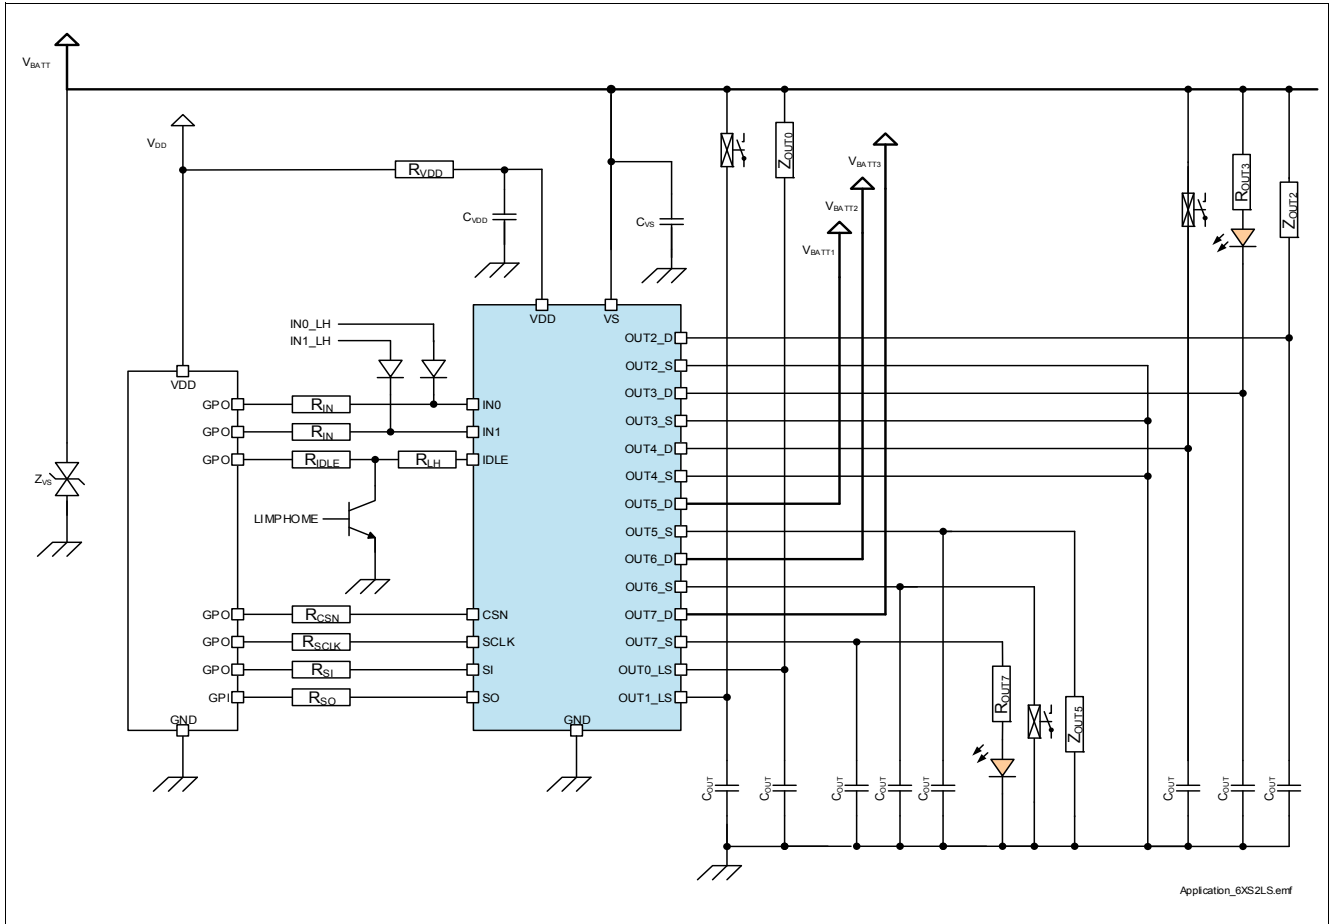 VBATT
VDD
RVDD
CVDD
CVS
ZOUT0
VBATT3
VBATT2
VBATT1
ROUT3
ZOUT2
IN0_LH
IN1_LH
VDD
VS
VDD
GPO
RIN
IN0
GPO
RIN
IN1
GPO
RIDLE
RLH
IDLE
ZVS
LIMPHOME
GPO
RCSN
CSN
GPO
RSCLK
SCLK
GPO
RSI
SI
GPI
RSO
SO
GND
GND
OUT2_D
OUT2_S
OUT3_D
OUT3_S
OUT4_D
OUT4_S
OUT5_D
OUT5_S
OUT6_D
OUT6_S
OUT7_D
OUT7_S
OUT0_LS
OUT1_LS
ROUT7
ZOUT5
COUT
COUT
COUT
COUT
COUT
COUT
COUT
COUT
Application_6XS2LS.emf